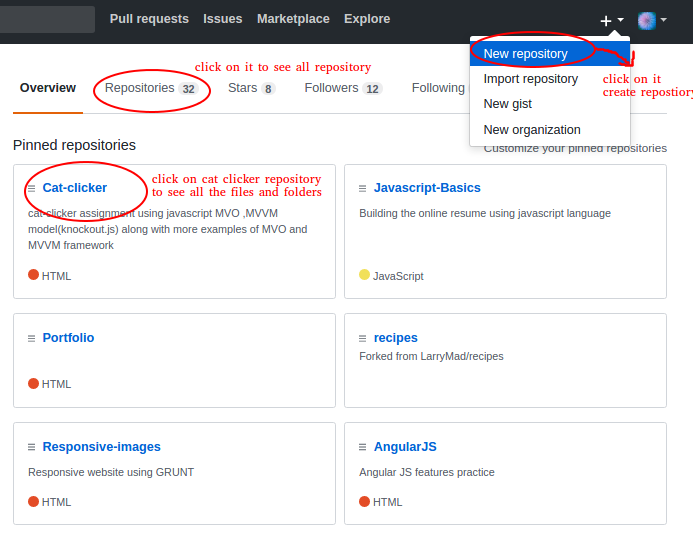 Pull requests Issues Marketplace Explore
New repository
Import repository
New gist
New organization
click on it to see all repository
click on it
create repostiory
Overview Repositories 32 Stars 8 Followers 12 Following
Pinned repositories
Customize your pinned repositories
Cat-clicker
click on cat clicker repository
to see all the files and folders
cat-clicker assignment using javascript MVO ,MVVM
model(knockout.js) along with more examples of MVO and
MVVM framework
HTML
Javascript-Basics
Building the online resume using javascript language
JavaScript
Portfolio
HTML
recipes
Forked from LarryMad/recipes
Responsive-images
Responsive website using GRUNT
HTML
AngularJS
Angular JS features practice
HTML